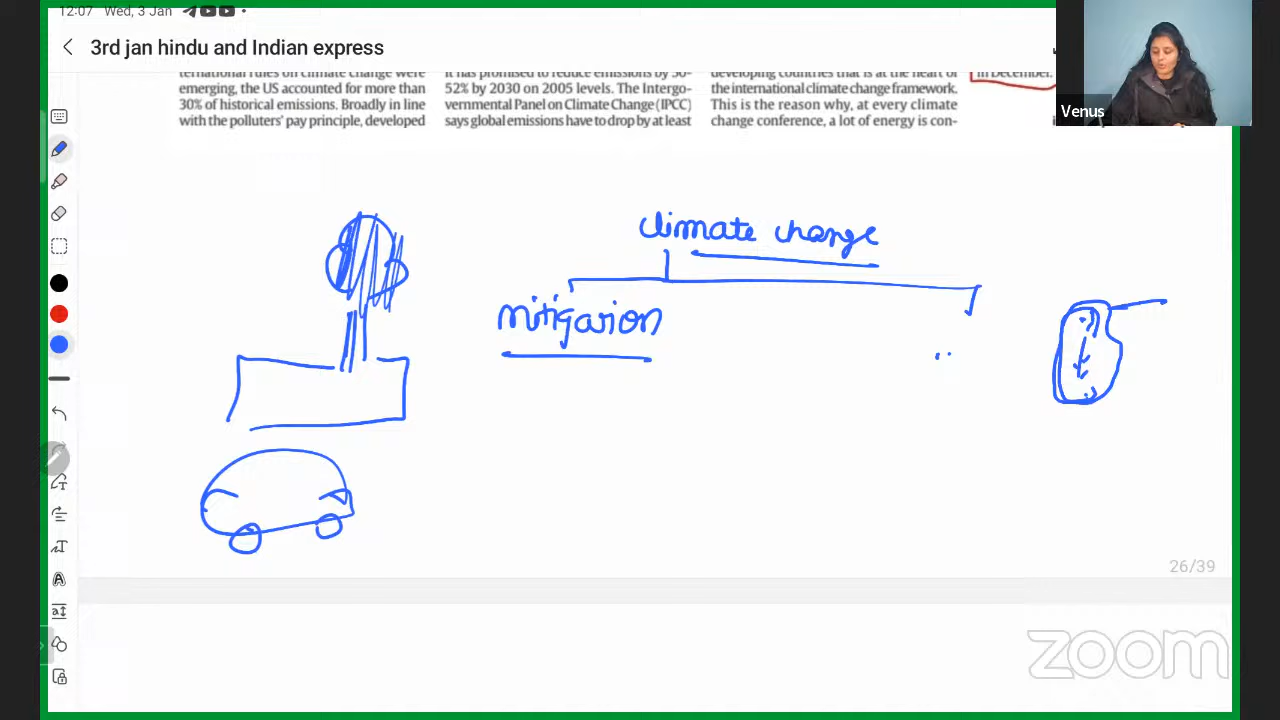 12:07 Wed, 3 Jan
3rd jan hindu and Indian express
ternational rules on climate change were
emerging, the US accounted for more than
30% of historical emissions. Broadly in line
with the polluters' pay principle, developed
it has promised to reduce emissions by 50-
52% by 2030 on 2005 levels. The Intergo-
vernmental Panel on Climate Change (IPCC)
says global emissions have to drop by at least
developing countries that is at the heart of
the international climate change framework.
This is the reason why, at every climate
change conference, a lot of energy is con-
in December.
Venus
climate change
mitigation
26/39
zoom